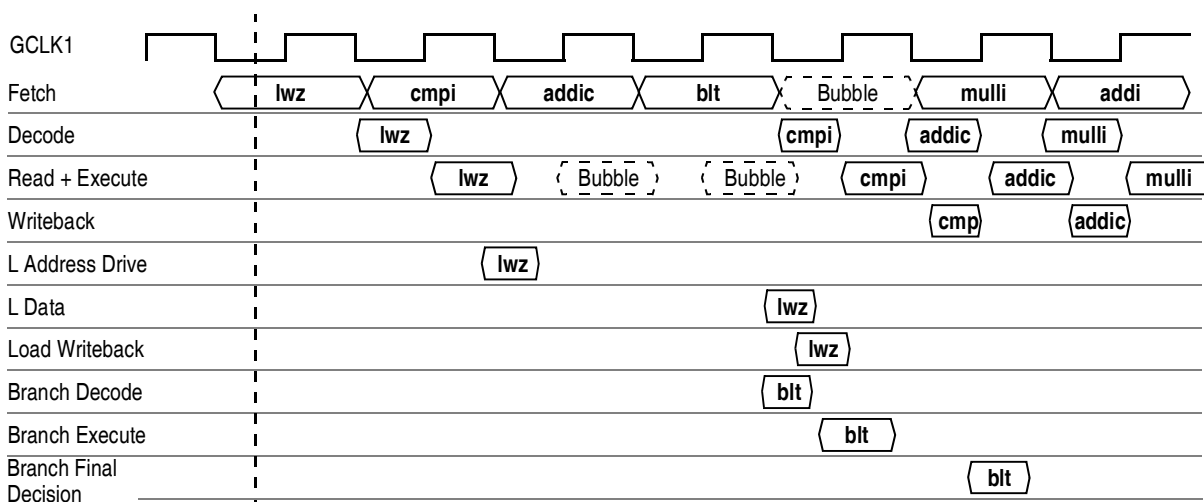 GCLK1
Fetch lwz cmpi addic blt Bubble mulli addi
Decode lwz cmpi addic mulli
Read + Execute lwz Bubble Bubble cmpi addic mulli
Writeback cmp addic
L Address Drive lwz
L Data lwz
Load Writeback lwz
Branch Decode blt
Branch Execute blt
Branch Final
Decision blt